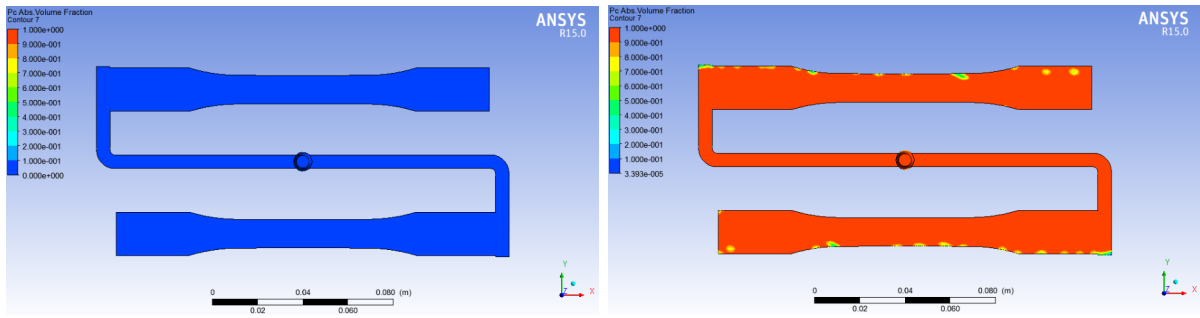 Pc Abs.Volume Fraction
Contour 7
1.000e+000
9.000e-001
8.000e-001
7.000e-001
6.000e-001
5.000e-001
4.000e-001
3.000e-001
2.000e-001
1.000e-001
0.000e+000
ANSYS
R15.0
0 0.04 0.080 (m)
0.02 0.060
Y
Z X
Pc Abs.Volume Fraction
Contour 7
1.000e+000
9.000e-001
8.000e-001
7.000e-001
6.000e-001
5.000e-001
4.000e-001
3.000e-001
2.000e-001
1.000e-001
3.393e-005
ANSYS
R15.0
0 0.04 0.080 (m)
0.02 0.060
Y
Z X